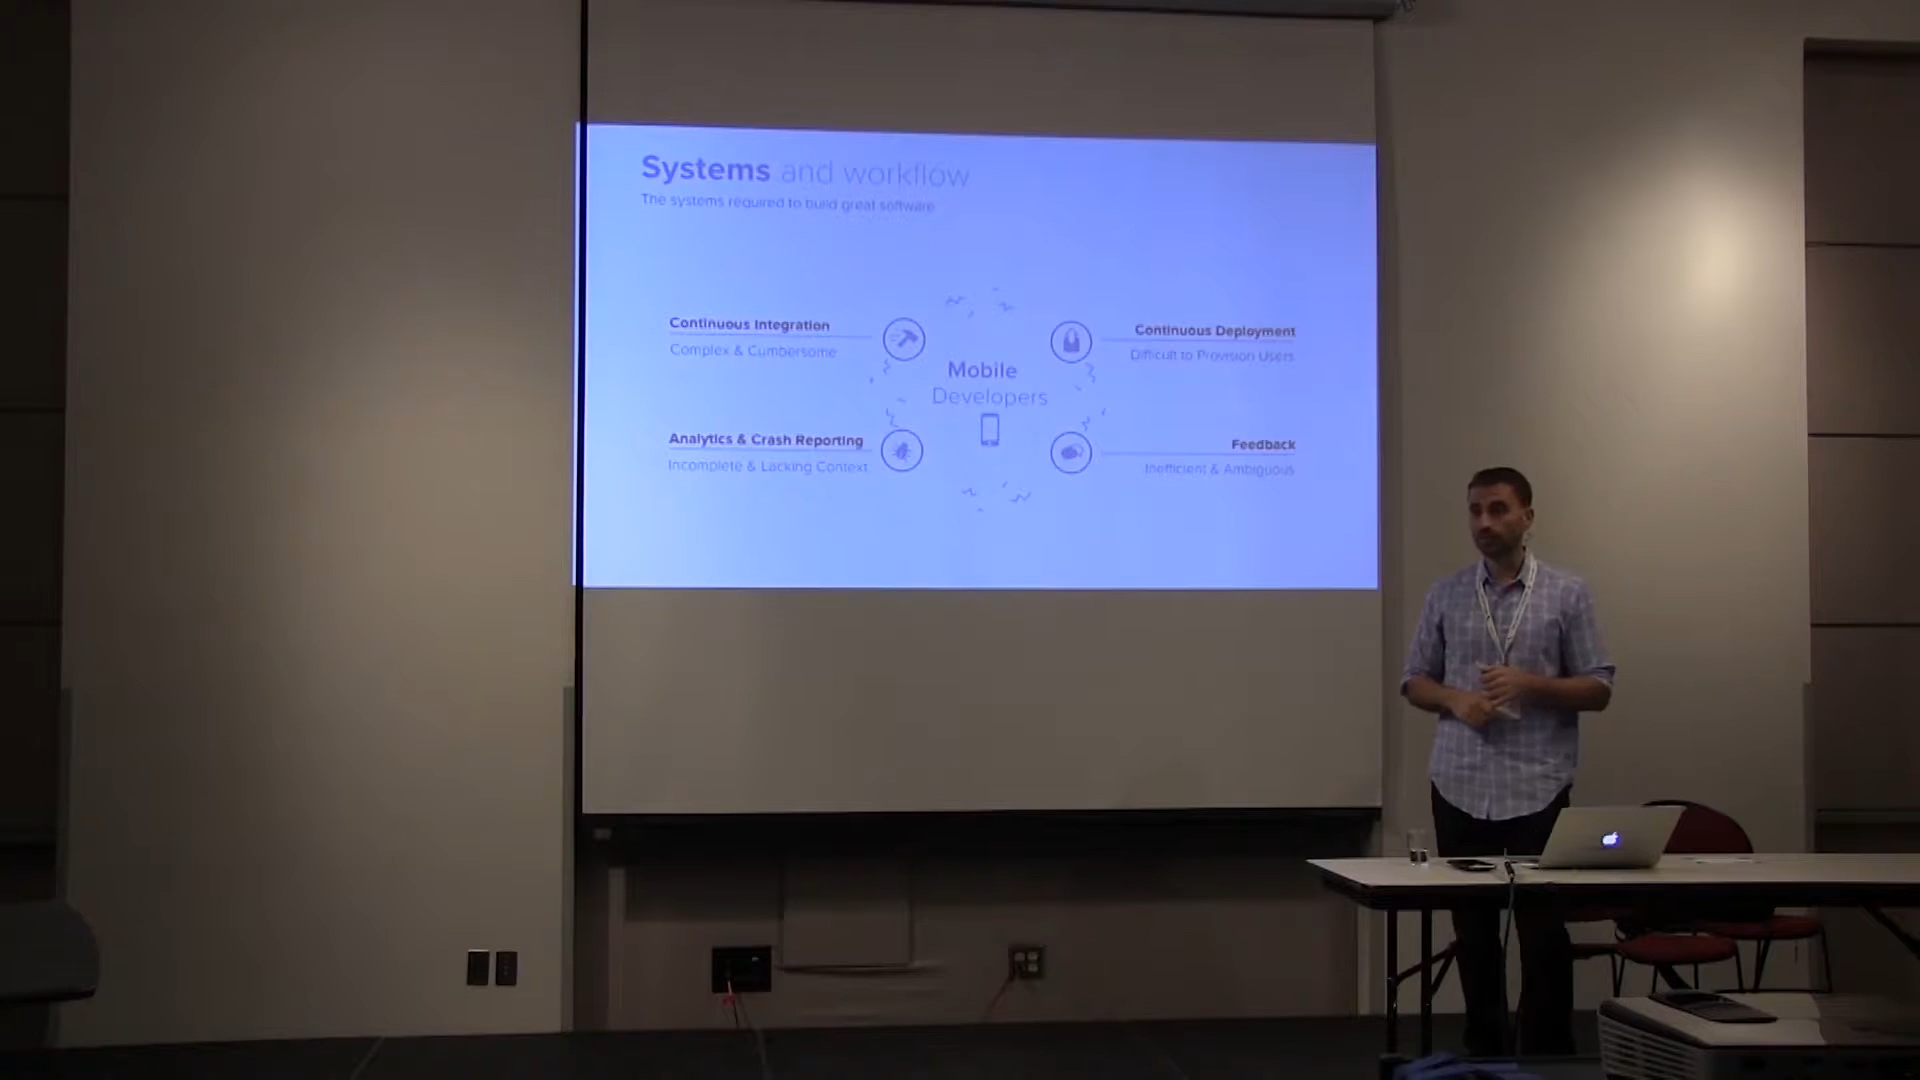 Systems and workflow
The systems required to build great software
Continuous Integration
Complex & Cumbersome
Continuous Deployment
Difficult to Provision Users
Mobile
Developers
Analytics & Crash Reporting
Incomplete & Lacking Context
Feedback
Inefficient & Ambiguous